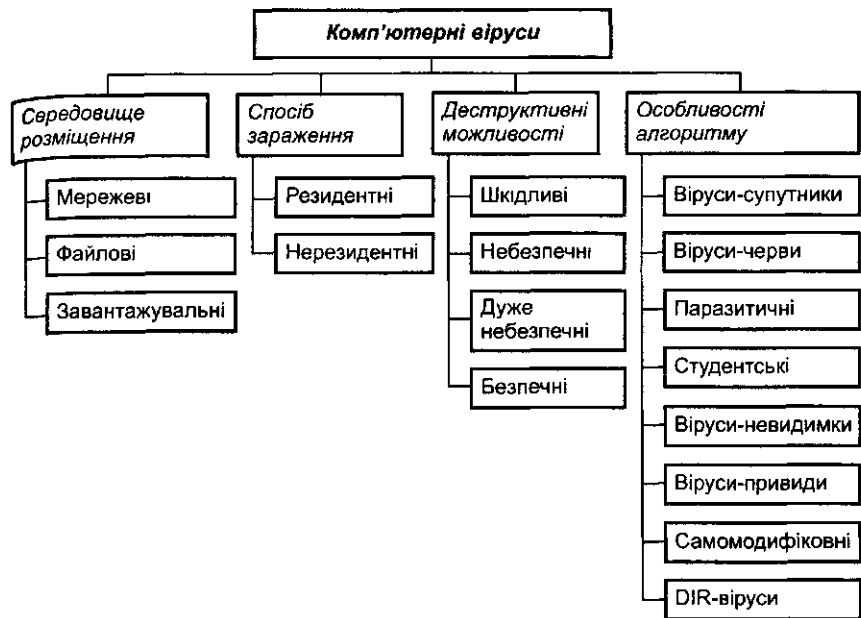 Комп'ютерні віруси
Середовище
розміщення
Мережеві
Файлові
Завантажувальні
Спосіб
зараження
Резидентні
Нерезидентні
Деструктивні
можливості
Шкідливі
Небезпечні
Дуже
небезпечні
Безпечні
Особливості
алгоритму
Віруси-супутники
Віруси-черви
Паразитичні
Студентські
Віруси-невидимки
Віруси-привиди
Самомодифіковні
DIR-віруси